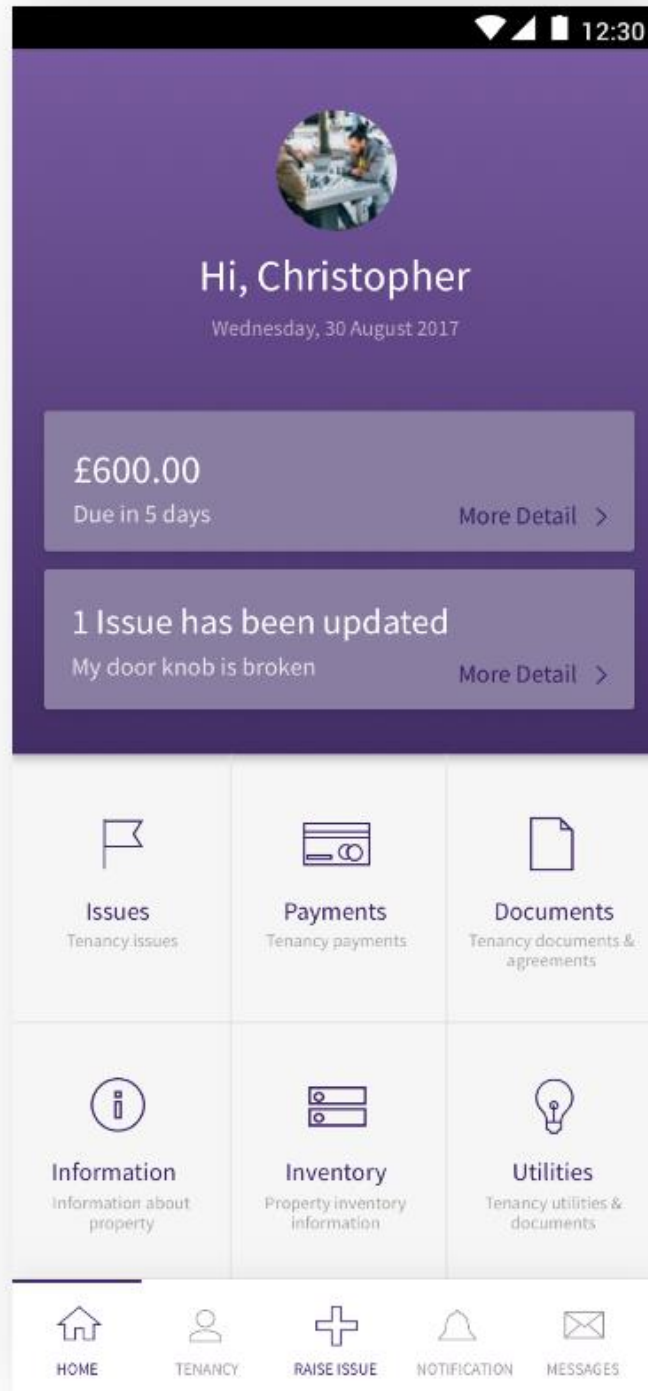 12:30
Hi, Christopher
Wednesday, 30 August 2017
£600.00
Due in 5 days
More Detail >
1 Issue has been updated
My door knob is broken
More Detail >
Issues
Tenancy issues
Payments
Tenancy payments
Documents
Tenancy documents &
agreements
Information
Information about
property
Inventory
Property inventory
information
Utilities
Tenancy utilities &
documents
HOME
TENANCY
RAISE ISSUE
NOTIFICATION
MESSAGES